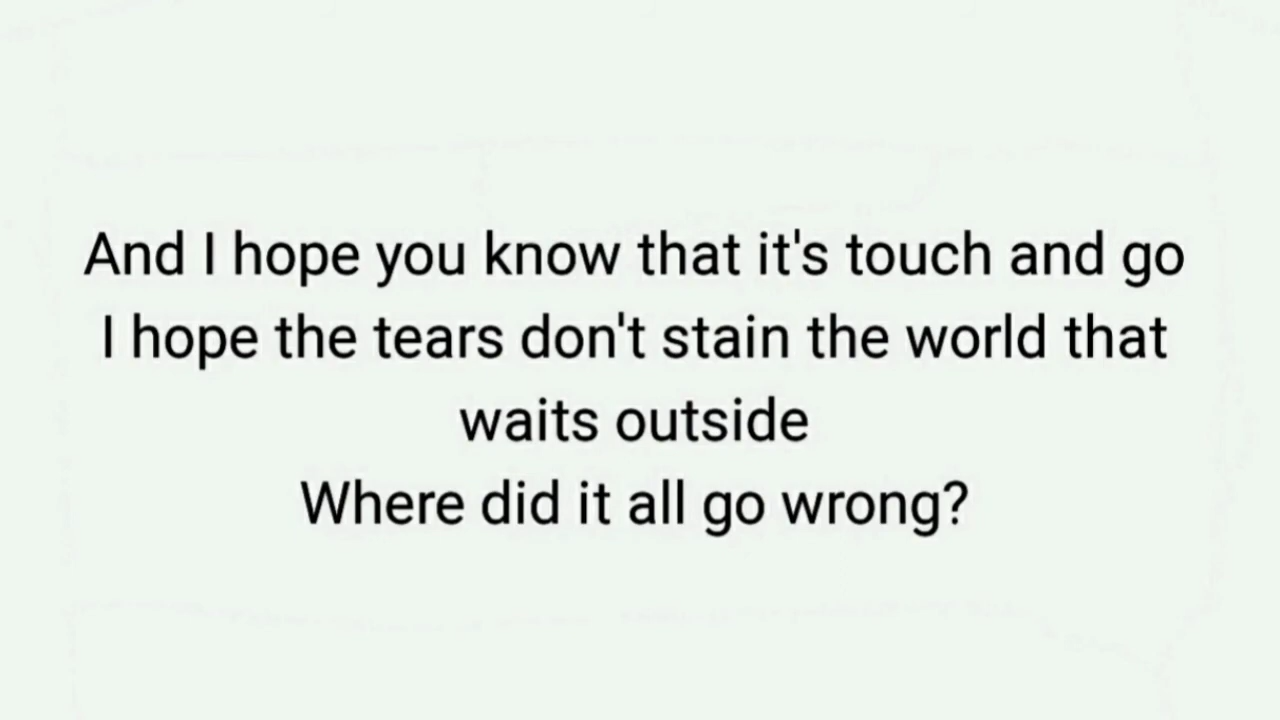 And I hope you know that it's touch and go
I hope the tears don't stain the world that
waits outside
Where did it all go wrong?